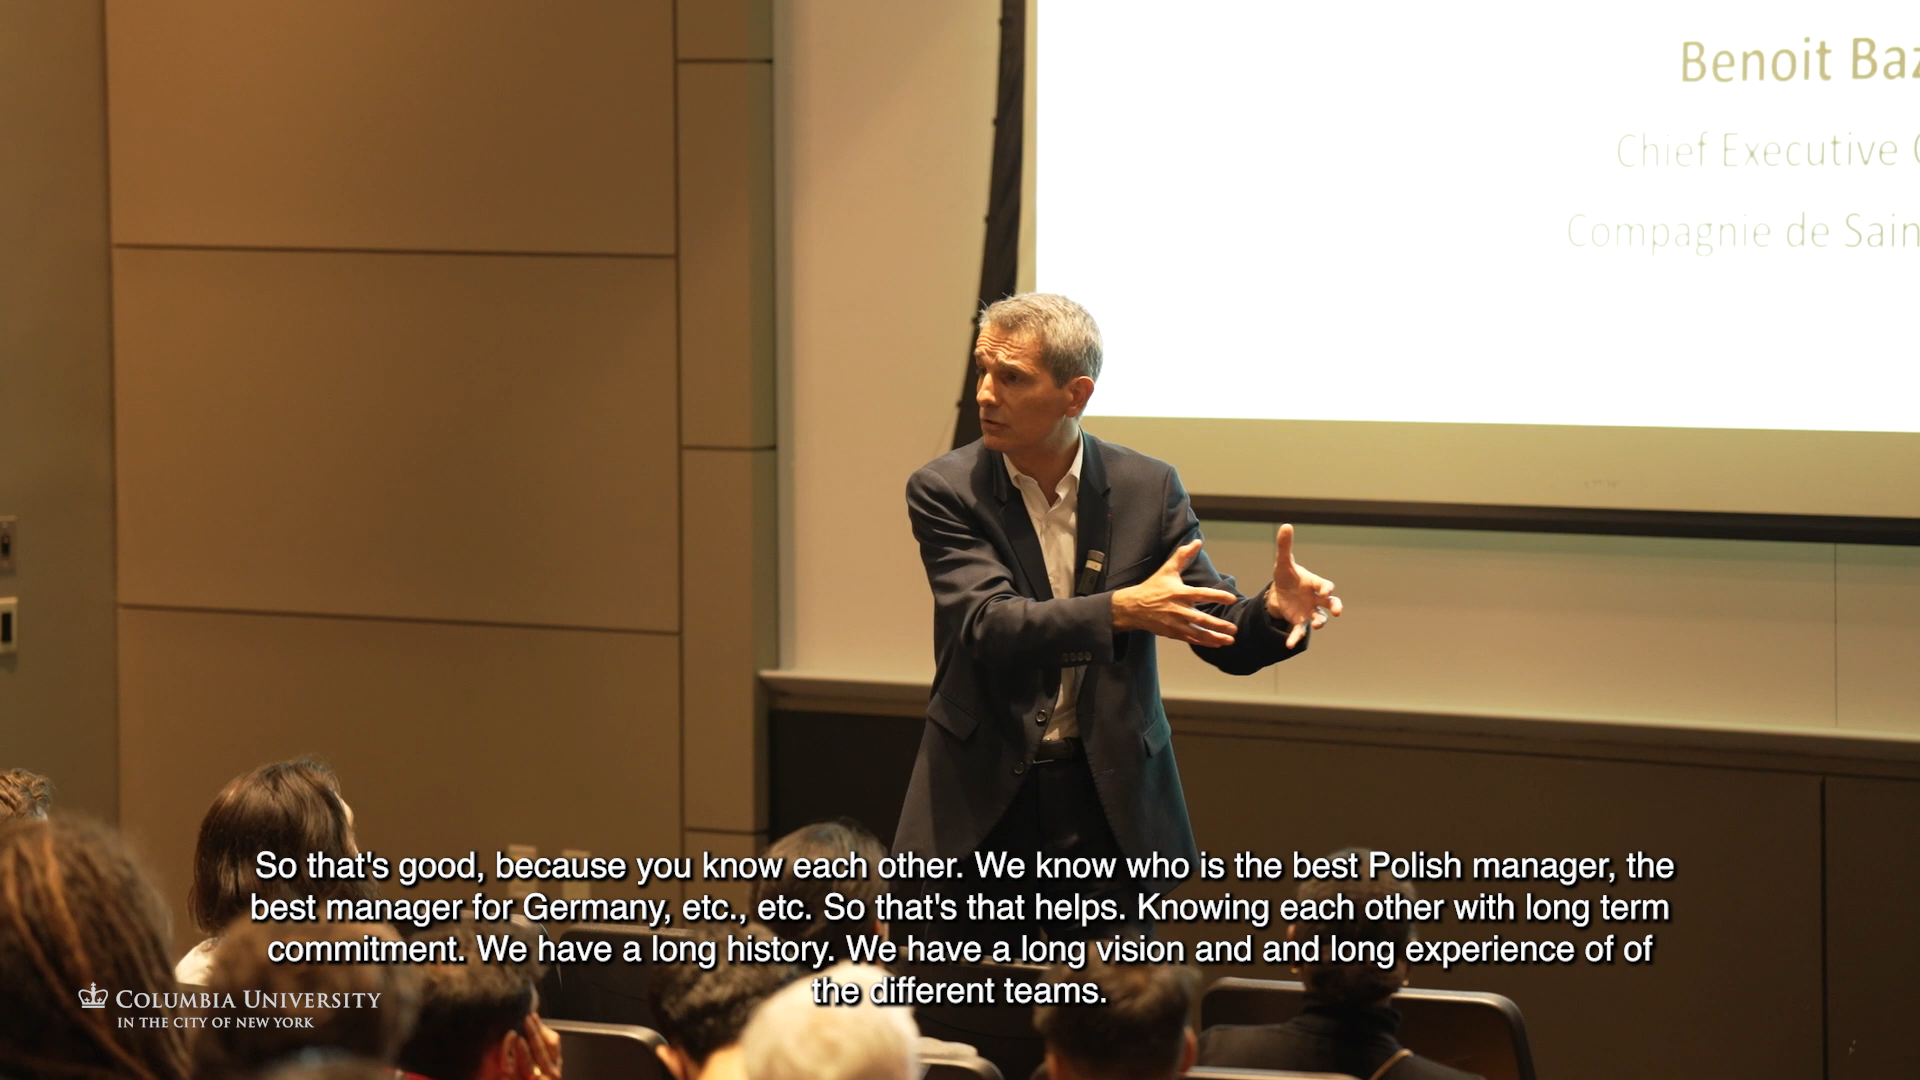 Benoit Baz
Chief Executive
Compagnie de Sain
So that's good, because you know each other. We know who is the best Polish manager, the
best manager for Germany, etc., etc. So that's that helps. Knowing each other with long term
commitment. We have a long history. We have a long vision and and long experience of of
the different teams.
COLUMBIA UNIVERSITY
IN THE CITY OF NEW YORK